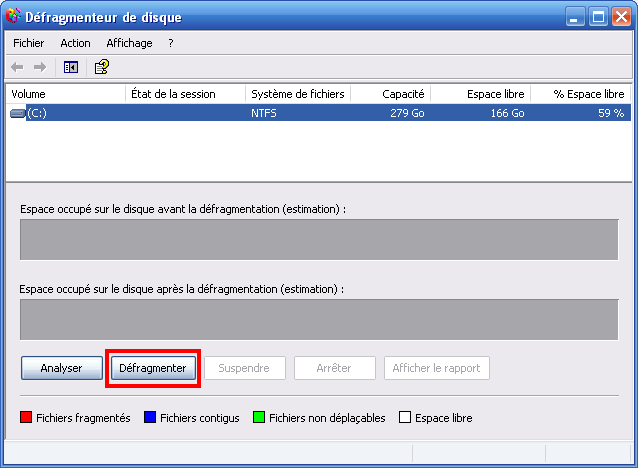 Défragmenteur de disque
Fichier Action Affichage ?
Volume État de la session Système de fichiers Capacité Espace libre % Espace libre
(C:) NTFS 279 Go 166 Go 59 %
Espace occupé sur le disque avant la défragmentation (estimation) :
Espace occupé sur le disque après la défragmentation (estimation) :
Analyser Défragmenter Suspendre Arrêter Afficher le rapport
Fichiers fragmentés Fichiers contigus Fichiers non déplaçables Espace libre